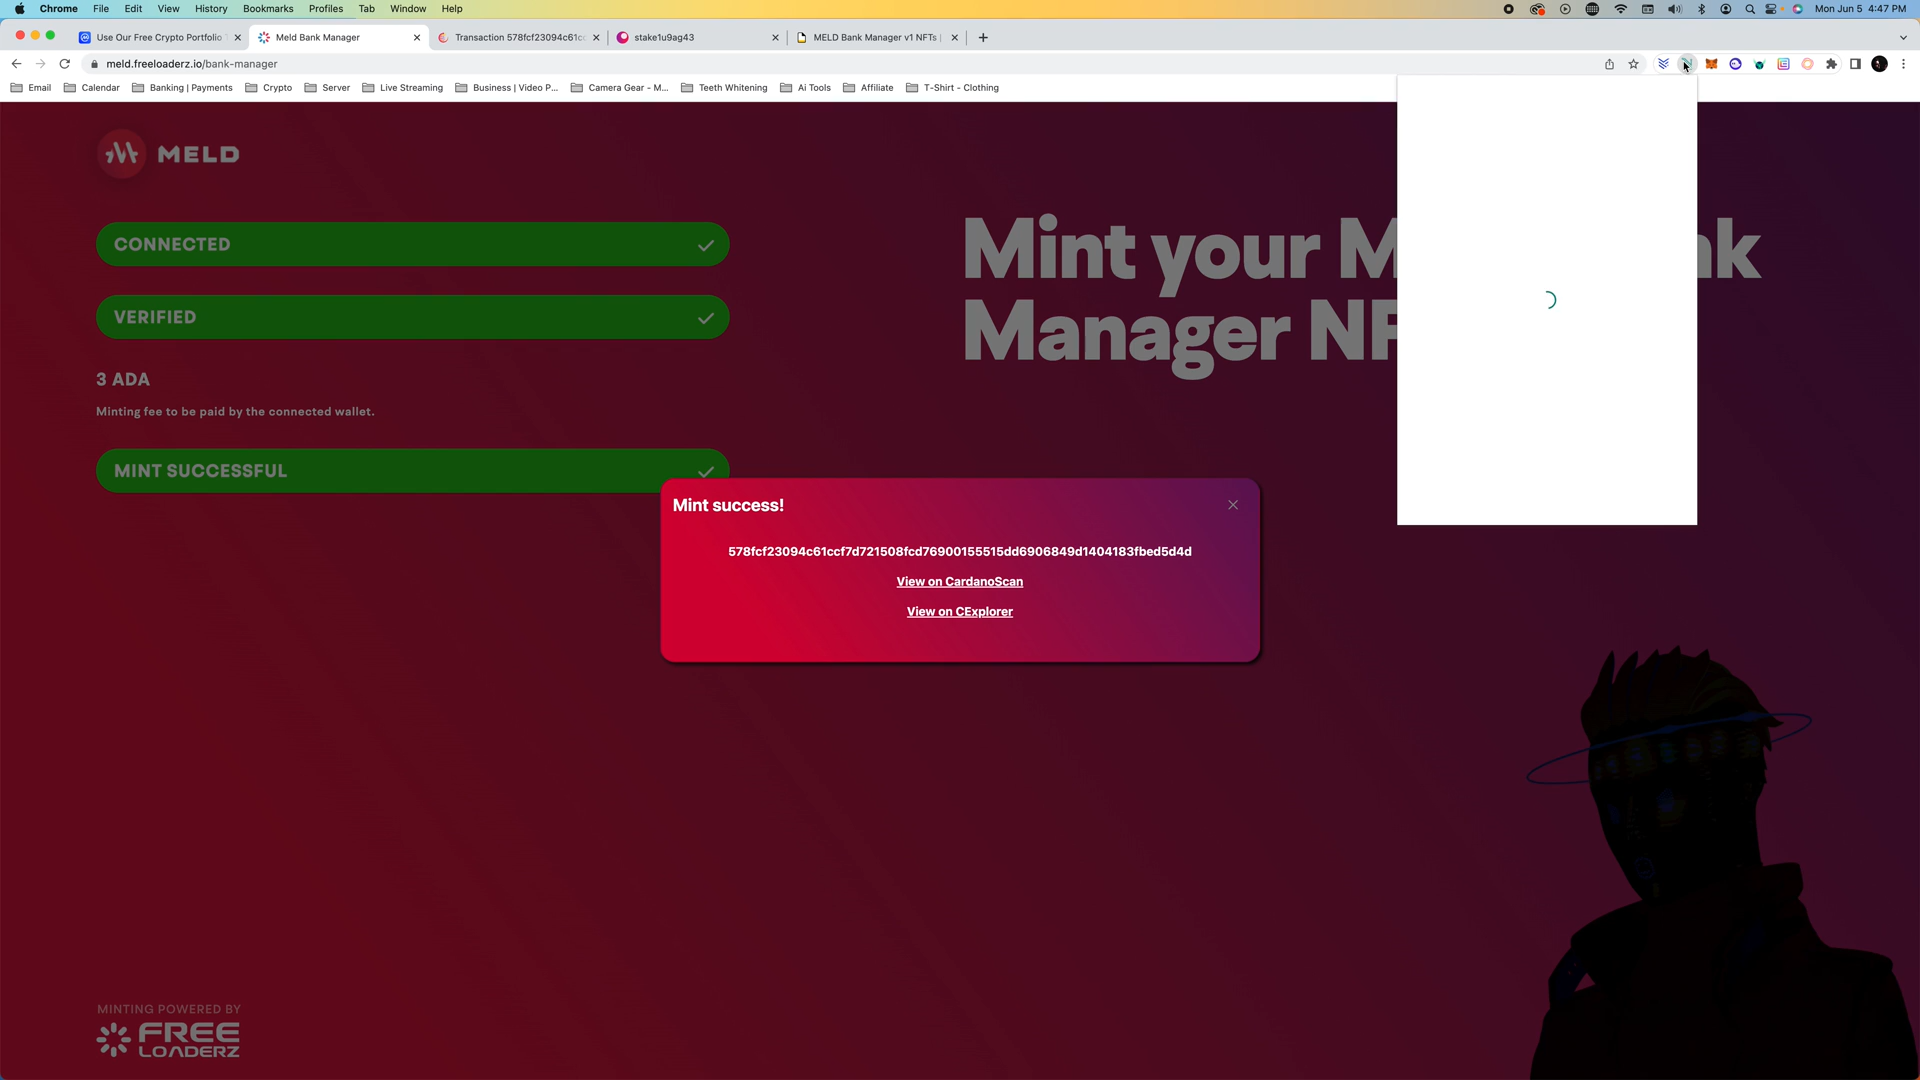 Chrome File Edit View History Bookmarks Profiles Tab Window Help Mon Jun 5 4:47 PM
Use Our Free Crypto Portfolio Meld Bank Manager Transaction 578fcf23094c61cc stake1u9ag43 MELD Bank Manager v1 NFTs |
meld.freeloaderz.io/bank-manager
Email Calendar Banking | Payments Crypto Server Live Streaming Business | Video P... Camera Gear - M... Teeth Whitening Ai Tools Affiliate T-Shirt - Clothing
MELD
CONNECTED
VERIFIED
3 ADA
Minting fee to be paid by the connected wallet.
MINT SUCCESSFUL
Mint your M nk
Manager NF
Mint success!
578fcf23094c61ccf7d721508fcd76900155515dd6906849d1404183fbed5d4d
View on CardanoScan
View on CExplorer
MINTING POWERED BY
FREE
LOADERZ